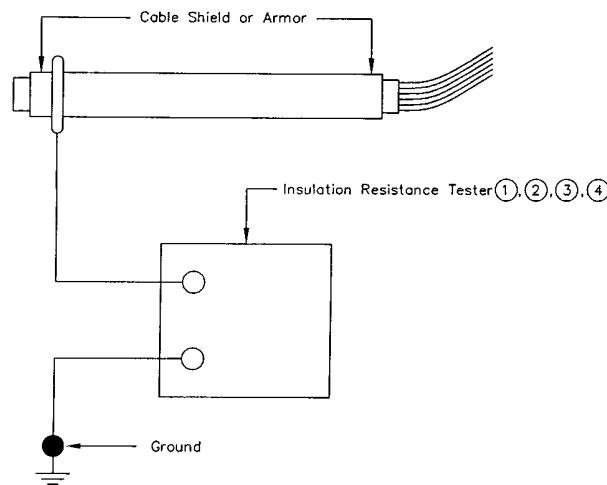 Cable Shield or Armor
Insulation Resistance Tester ①, ②, ③, ④
Ground